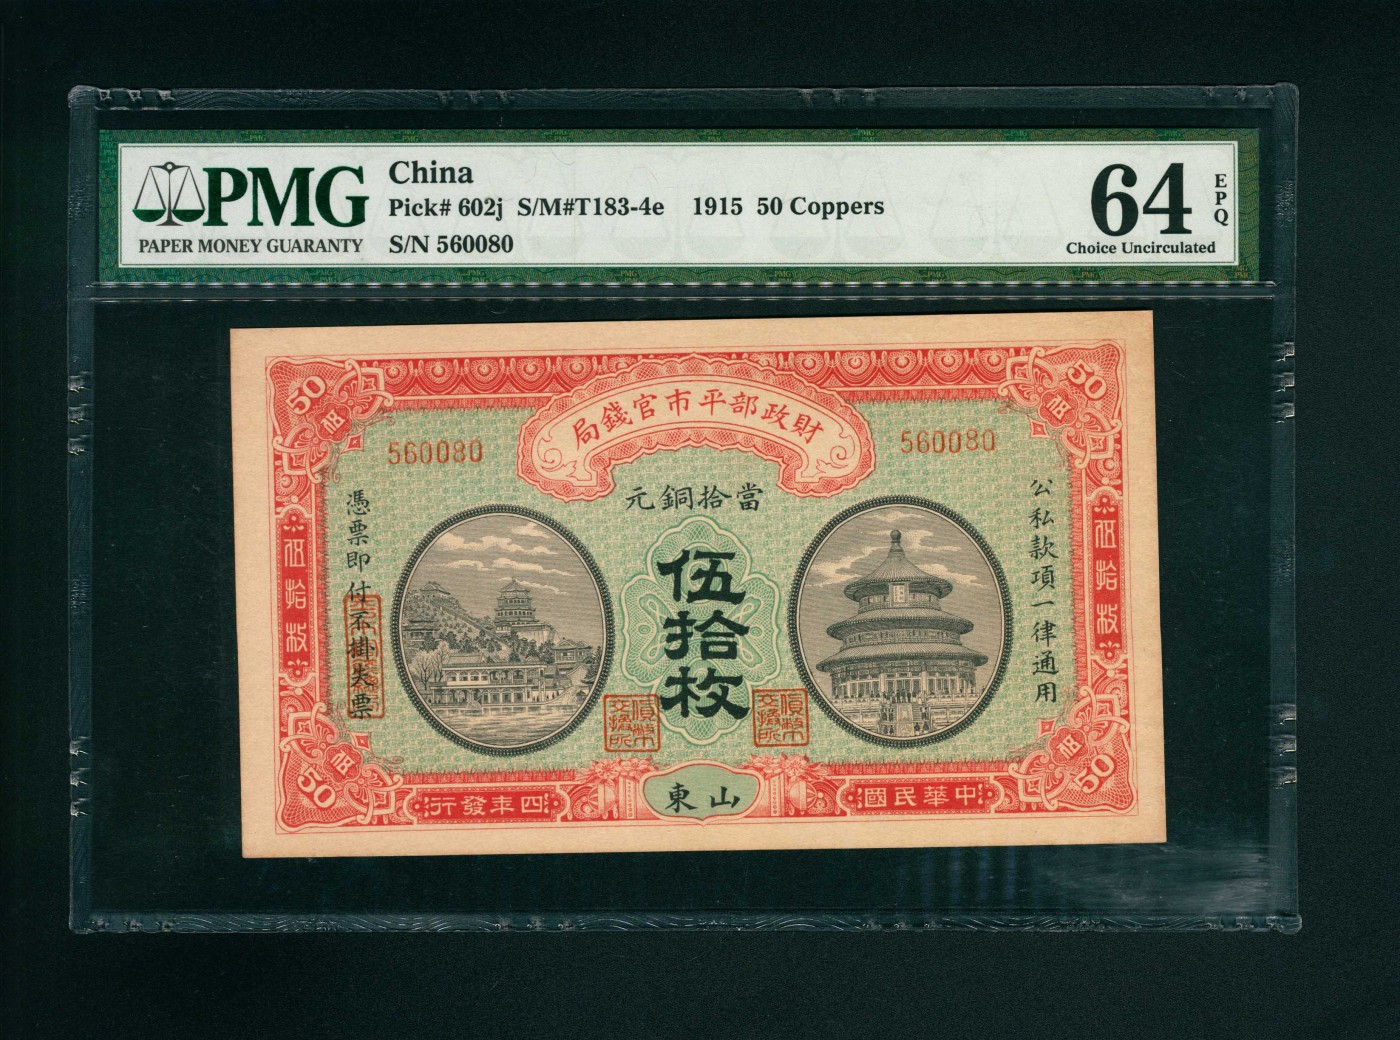 PMG
PAPER MONEY GUARANTY
China
Pick# 602j S/M#T183-4e 1915 50 Coppers
S/N 560080
64
EPQ
Choice Uncirculated
50
50
財政部平市官錢局
560080
560080
當拾銅元
公私款項一律通用
伍拾枚
憑票即付不掛失票
伍拾枚
伍拾枚
50
50
中華民國
山東
四年發行